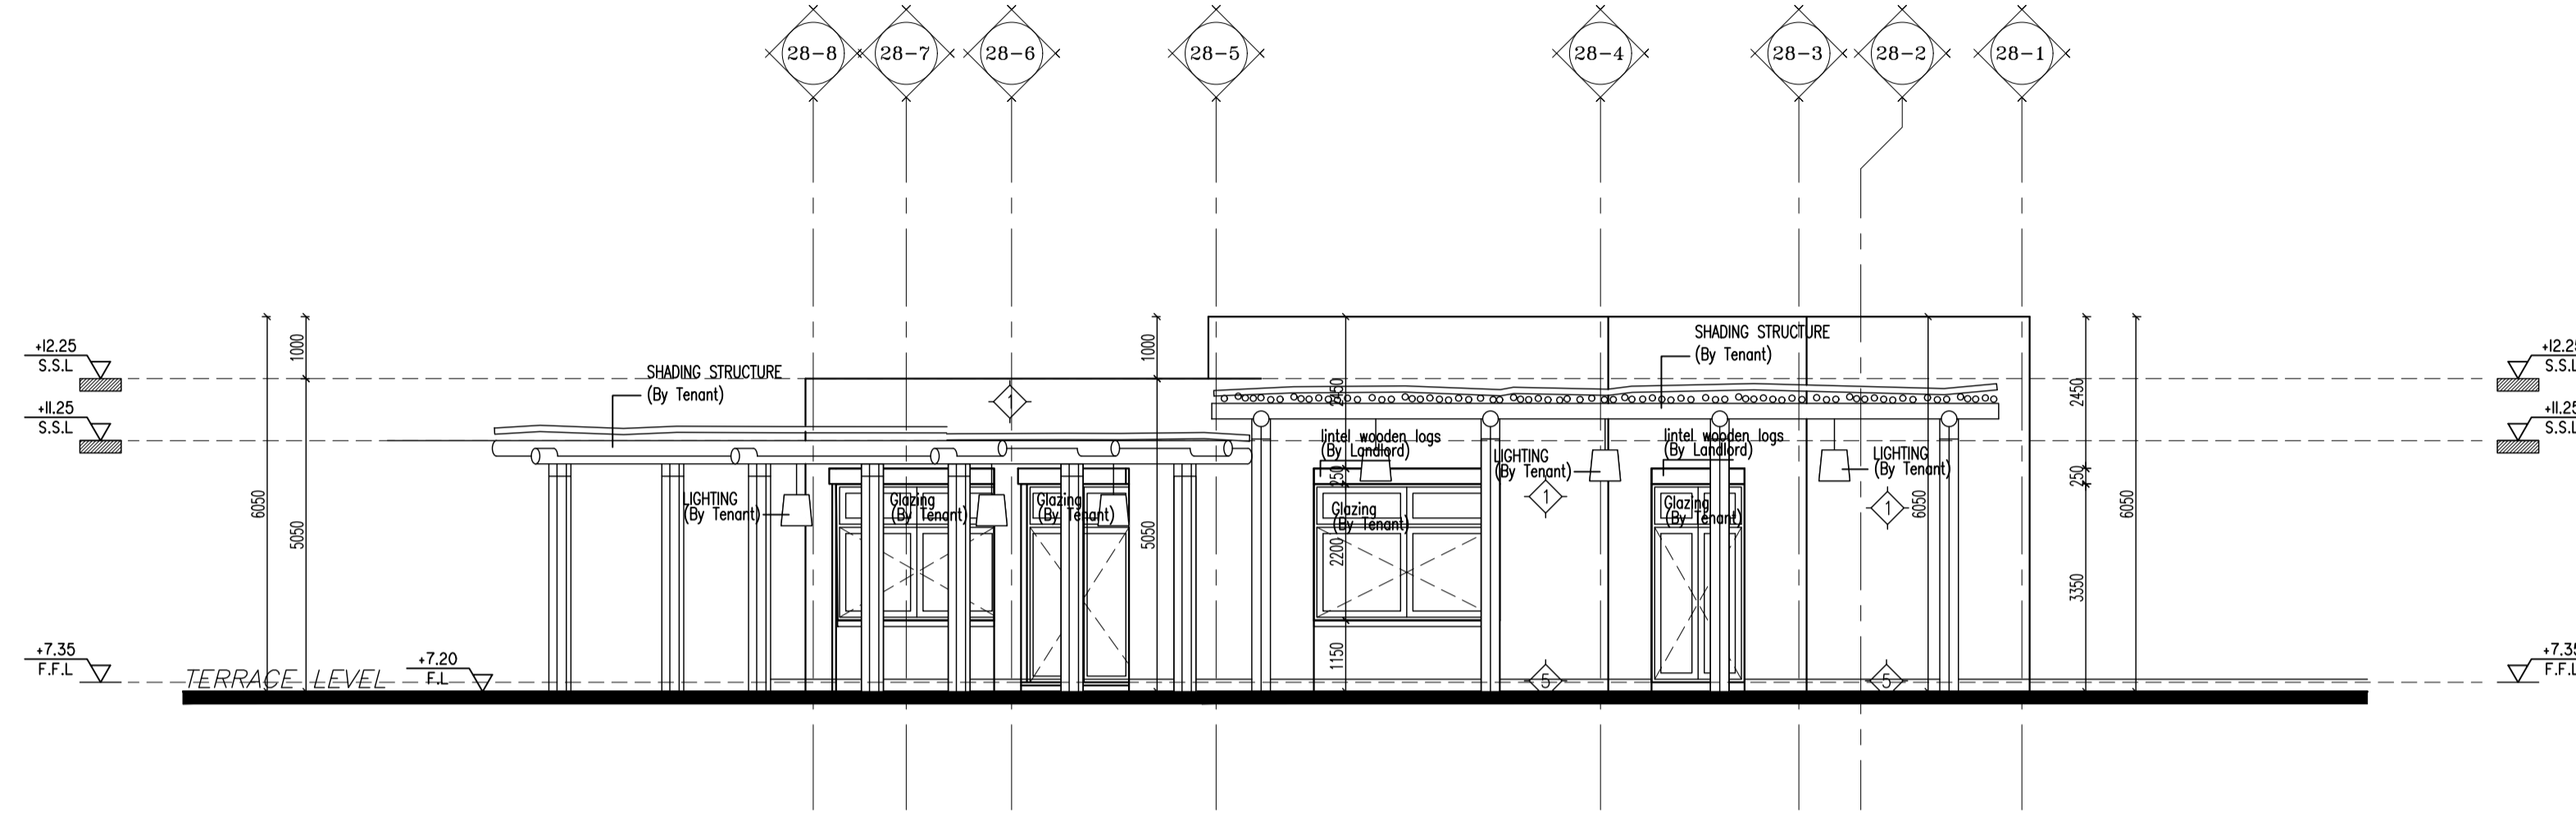 28-8 28-7 28-6 28-5 28-4 28-3 28-2 28-1
+12.25
S.S.L
+11.25
S.S.L
+7.35
F.F.L
TERRACE LEVEL
+7.20
F.L
6050
1000
5050
SHADING STRUCTURE
(By Tenant)
LIGHTING
(By Tenant)
Glazing
(By Tenant)
1
Glazing
(By Tenant)
1000
5050
2450
250
2200
1150
lintel wooden logs
(By Landlord)
Glazing
(By Tenant)
LIGHTING
(By Tenant)
1
5
SHADING STRUCTURE
(By Tenant)
lintel wooden logs
(By Landlord)
Glazing
(By Tenant)
LIGHTING
(By Tenant)
1
5
6050
2450
250
3350
6050
+12.25
S.S.L
+11.25
S.S.L
+7.35
F.F.L